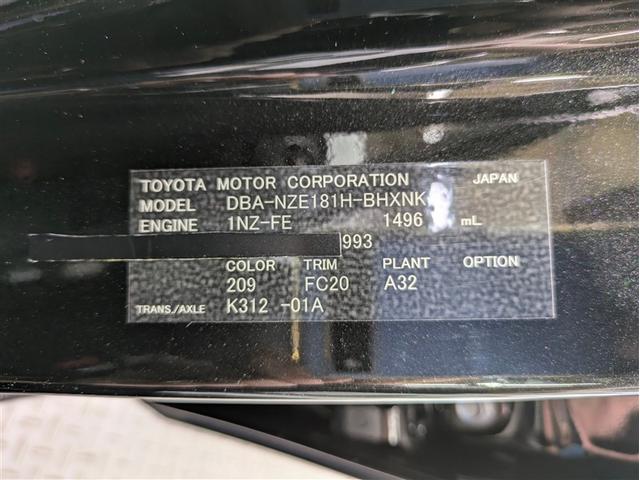 TOYOTA MOTOR CORPORATION JAPAN
MODEL DBA-NZE181H-BHXNK
ENGINE 1NZ-FE 1496 mL
993
COLOR TRIM PLANT OPTION
209 FC20 A32
TRANS./AXLE K312 -01A